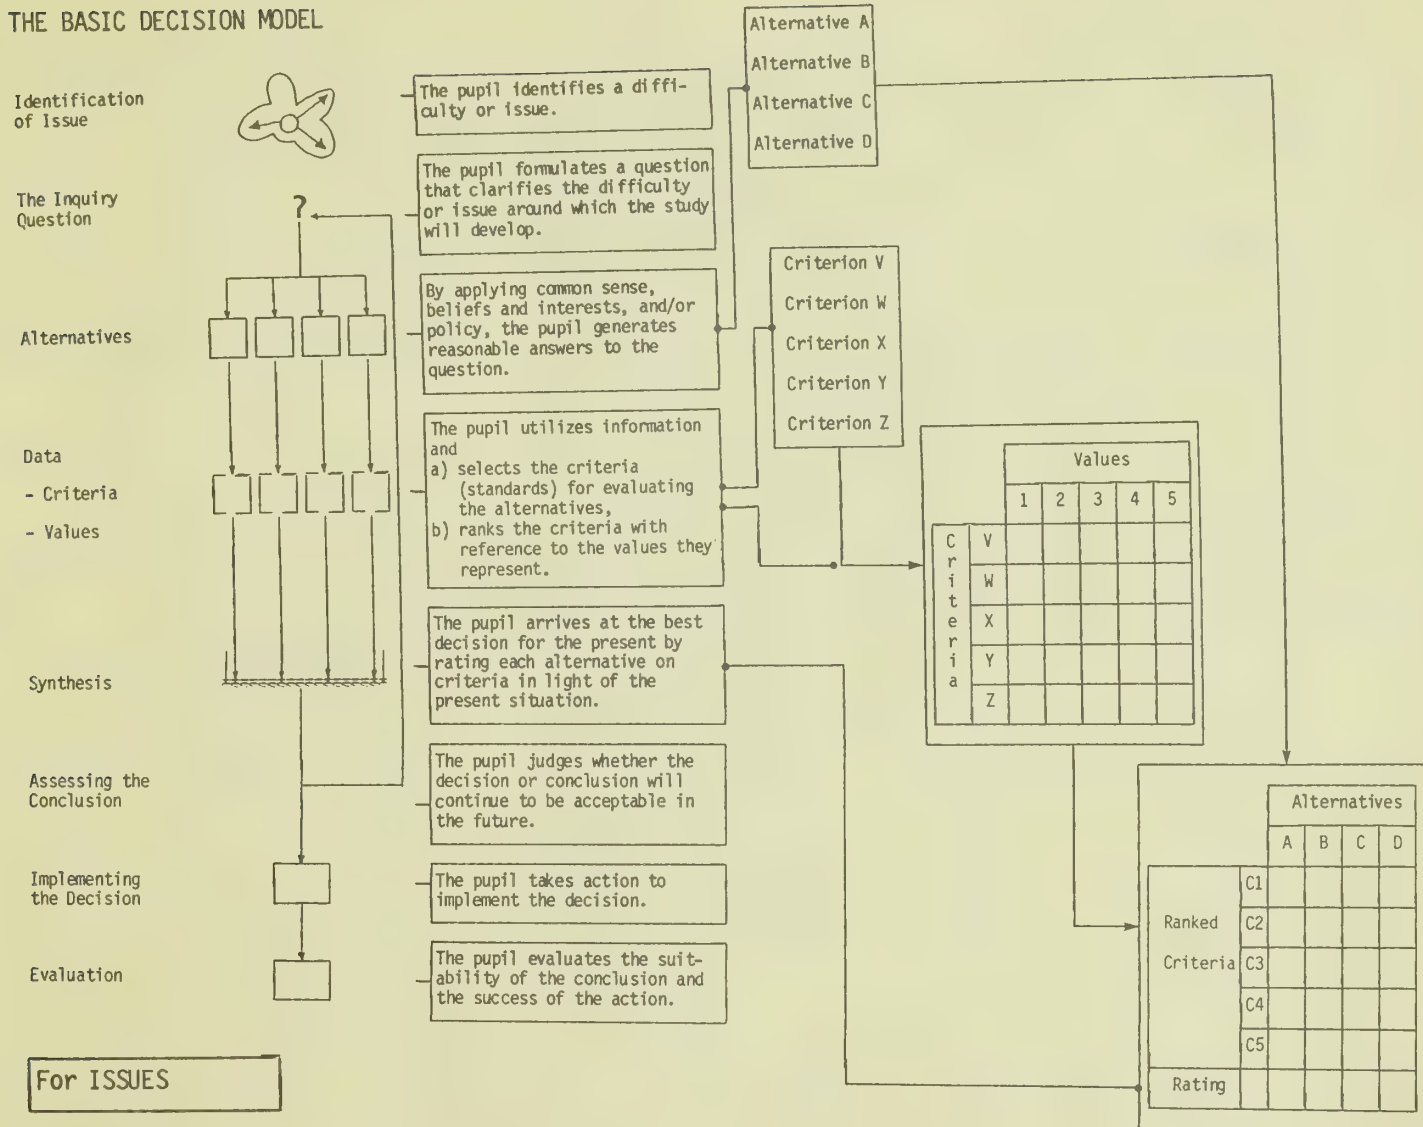 THE BASIC DECISION MODEL
Identification
of Issue
The pupil identifies a diffi-
culty or issue.
The Inquiry
Question
?
The pupil formulates a question
that clarifies the difficulty
or issue around which the study
will develop.
Alternatives
By applying common sense,
beliefs and interests, and/or
policy, the pupil generates
reasonable answers to the
question.
Data
- Criteria
- Values
The pupil utilizes information
and
a) selects the criteria
(standards) for evaluating
the alternatives,
b) ranks the criteria with
reference to the values they
represent.
Synthesis
The pupil arrives at the best
decision for the present by
rating each alternative on
criteria in light of the
present situation.
Assessing the
Conclusion
The pupil judges whether the
decision or conclusion will
continue to be acceptable in
the future.
Implementing
the Decision
The pupil takes action to
implement the decision.
Evaluation
The pupil evaluates the suit-
ability of the conclusion and
the success of the action.
For ISSUES
Alternative A
Alternative B
Alternative C
Alternative D
Criterion V
Criterion W
Criterion X
Criterion Y
Criterion Z
Values
1 2 3 4 5
Criteria
V
W
X
Y
Z
Alternatives
A B C D
Ranked
Criteria
C1
C2
C3
C4
C5
Rating